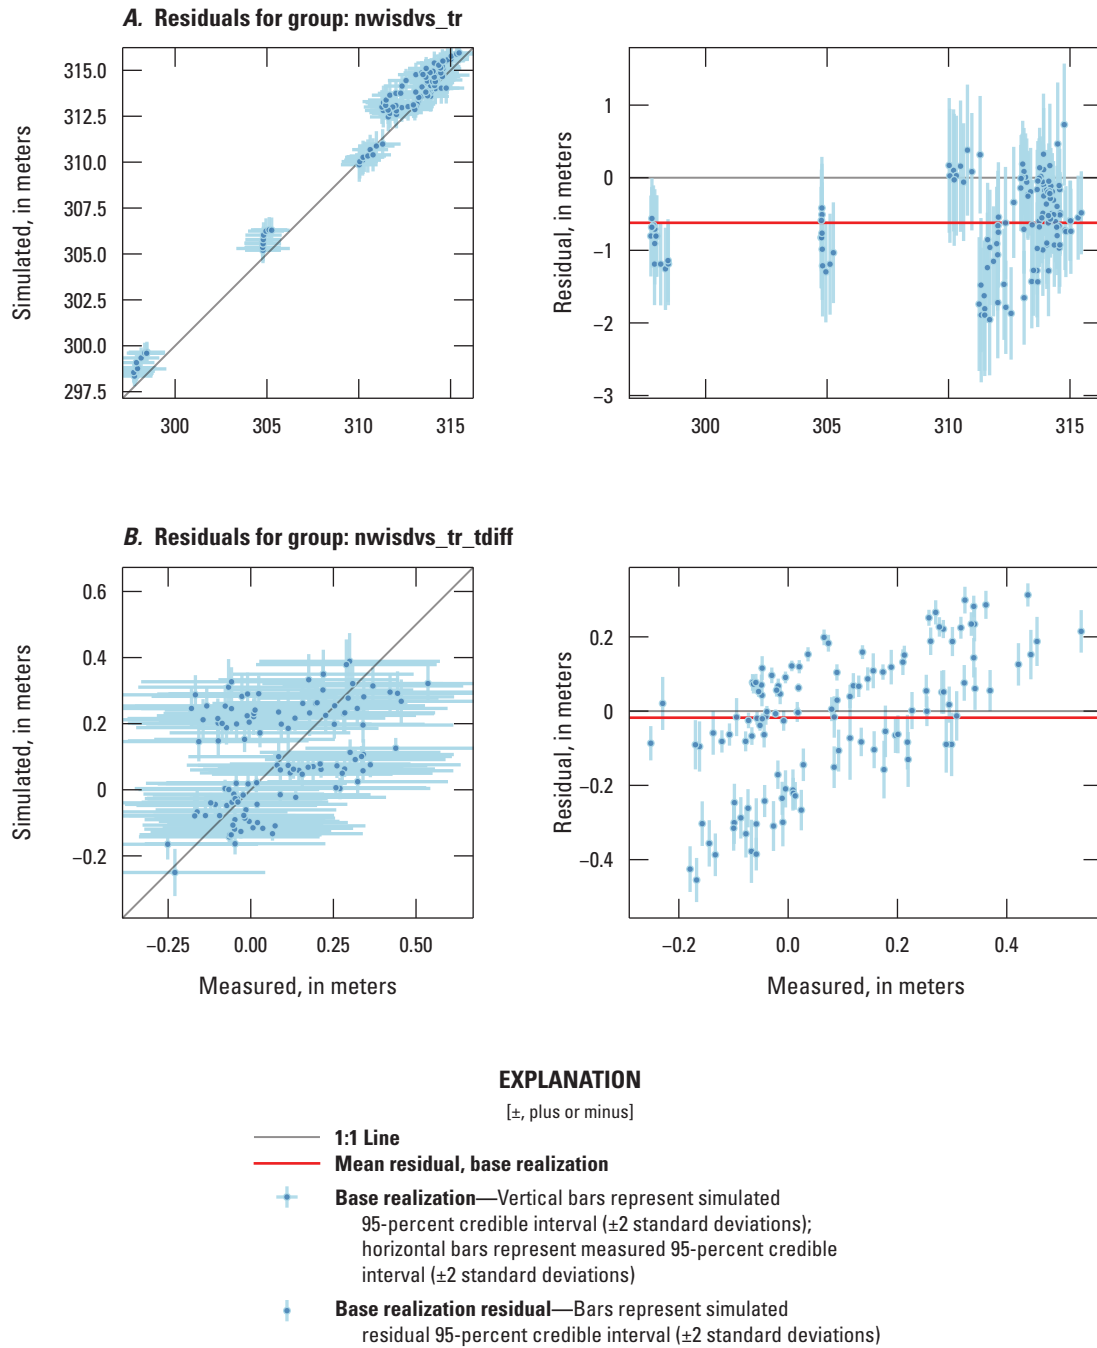 A. Residuals for group: nwisdvs_tr
Simulated, in meters
315.0
312.5
310.0
307.5
305.0
302.5
300.0
297.5
300
305
310
315
Residual, in meters
1
0
−1
−2
−3
300
305
310
315
B. Residuals for group: nwisdvs_tr_tdiff
Simulated, in meters
0.6
0.4
0.2
0
−0.2
−0.25
0.00
0.25
0.50
Measured, in meters
Residual, in meters
0.2
0
−0.2
−0.4
−0.2
0.0
0.2
0.4
Measured, in meters
EXPLANATION
[±, plus or minus]
1:1 Line
Mean residual, base realization
Base realization—Vertical bars represent simulated
95-percent credible interval (±2 standard deviations);
horizontal bars represent measured 95-percent credible
interval (±2 standard deviations)
Base realization residual—Bars represent simulated
residual 95-percent credible interval (±2 standard deviations)